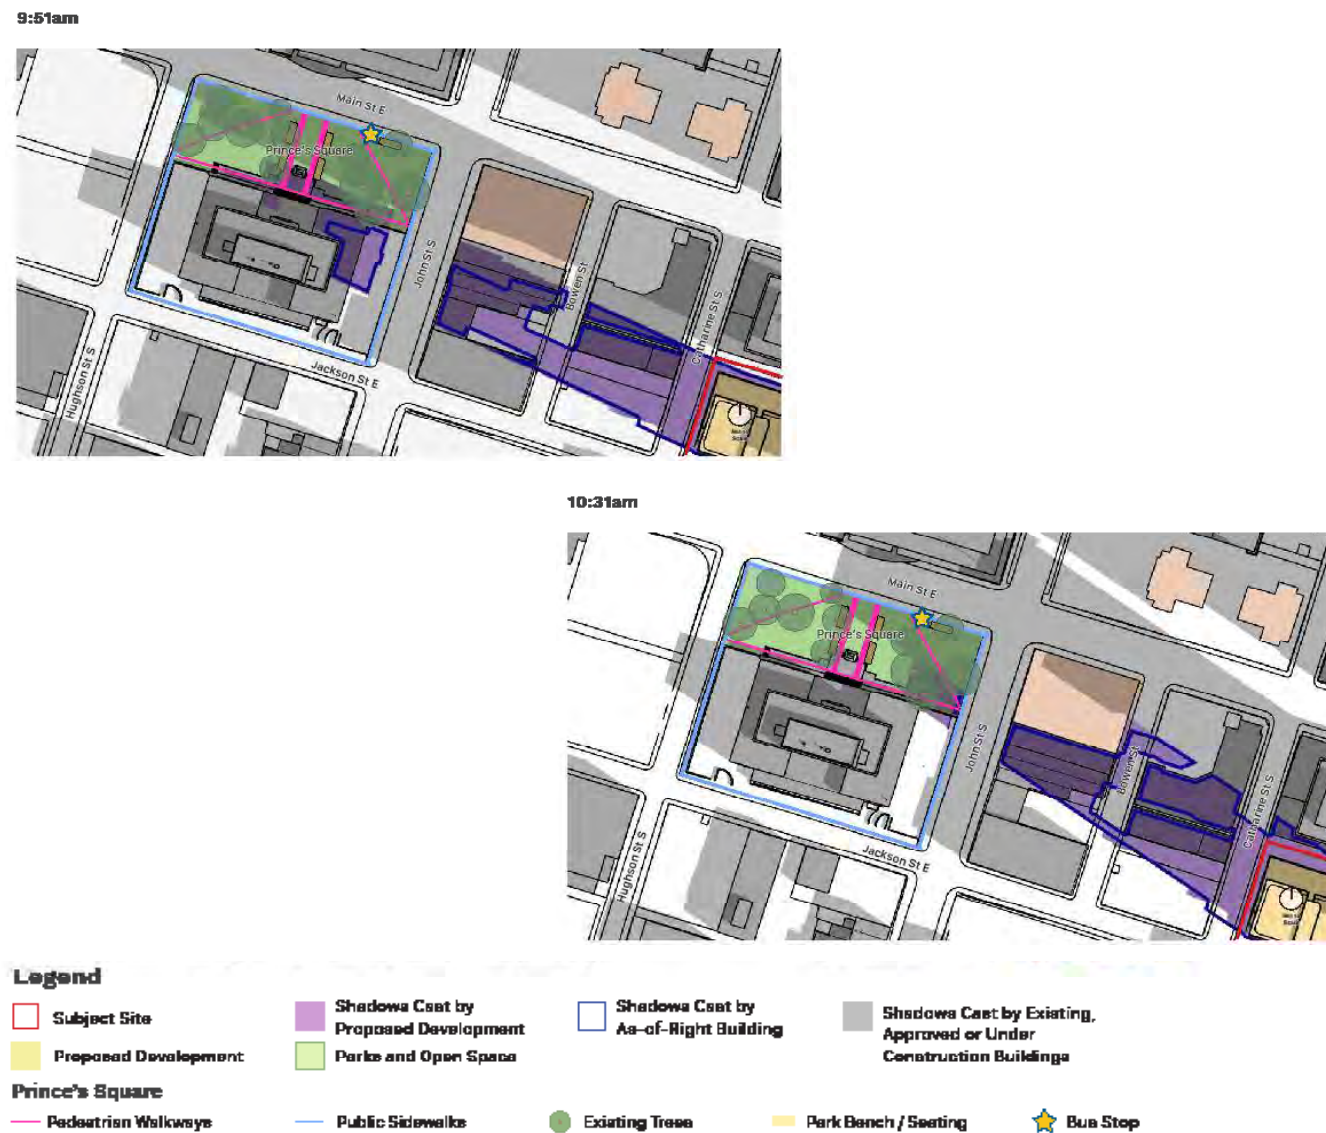 9:51am
Main St E
Prince's Square
John St S
Bowen St
Catharine St S
Hughson St S
Jackson St E
10:31am
Main St E
Prince's Square
John St S
Bowen St
Catharine St S
Hughson St S
Jackson St E
Legend
Subject Site
Shadows Cast by
Proposed Development
Shadows Cast by
As-of-Right Building
Shadows Cast by Existing,
Approved or Under
Construction Buildings
Proposed Development
Parks and Open Space
Prince's Square
Pedestrian Walkways
Public Sidewalks
Existing Trees
Park Bench / Seating
Bus Stop